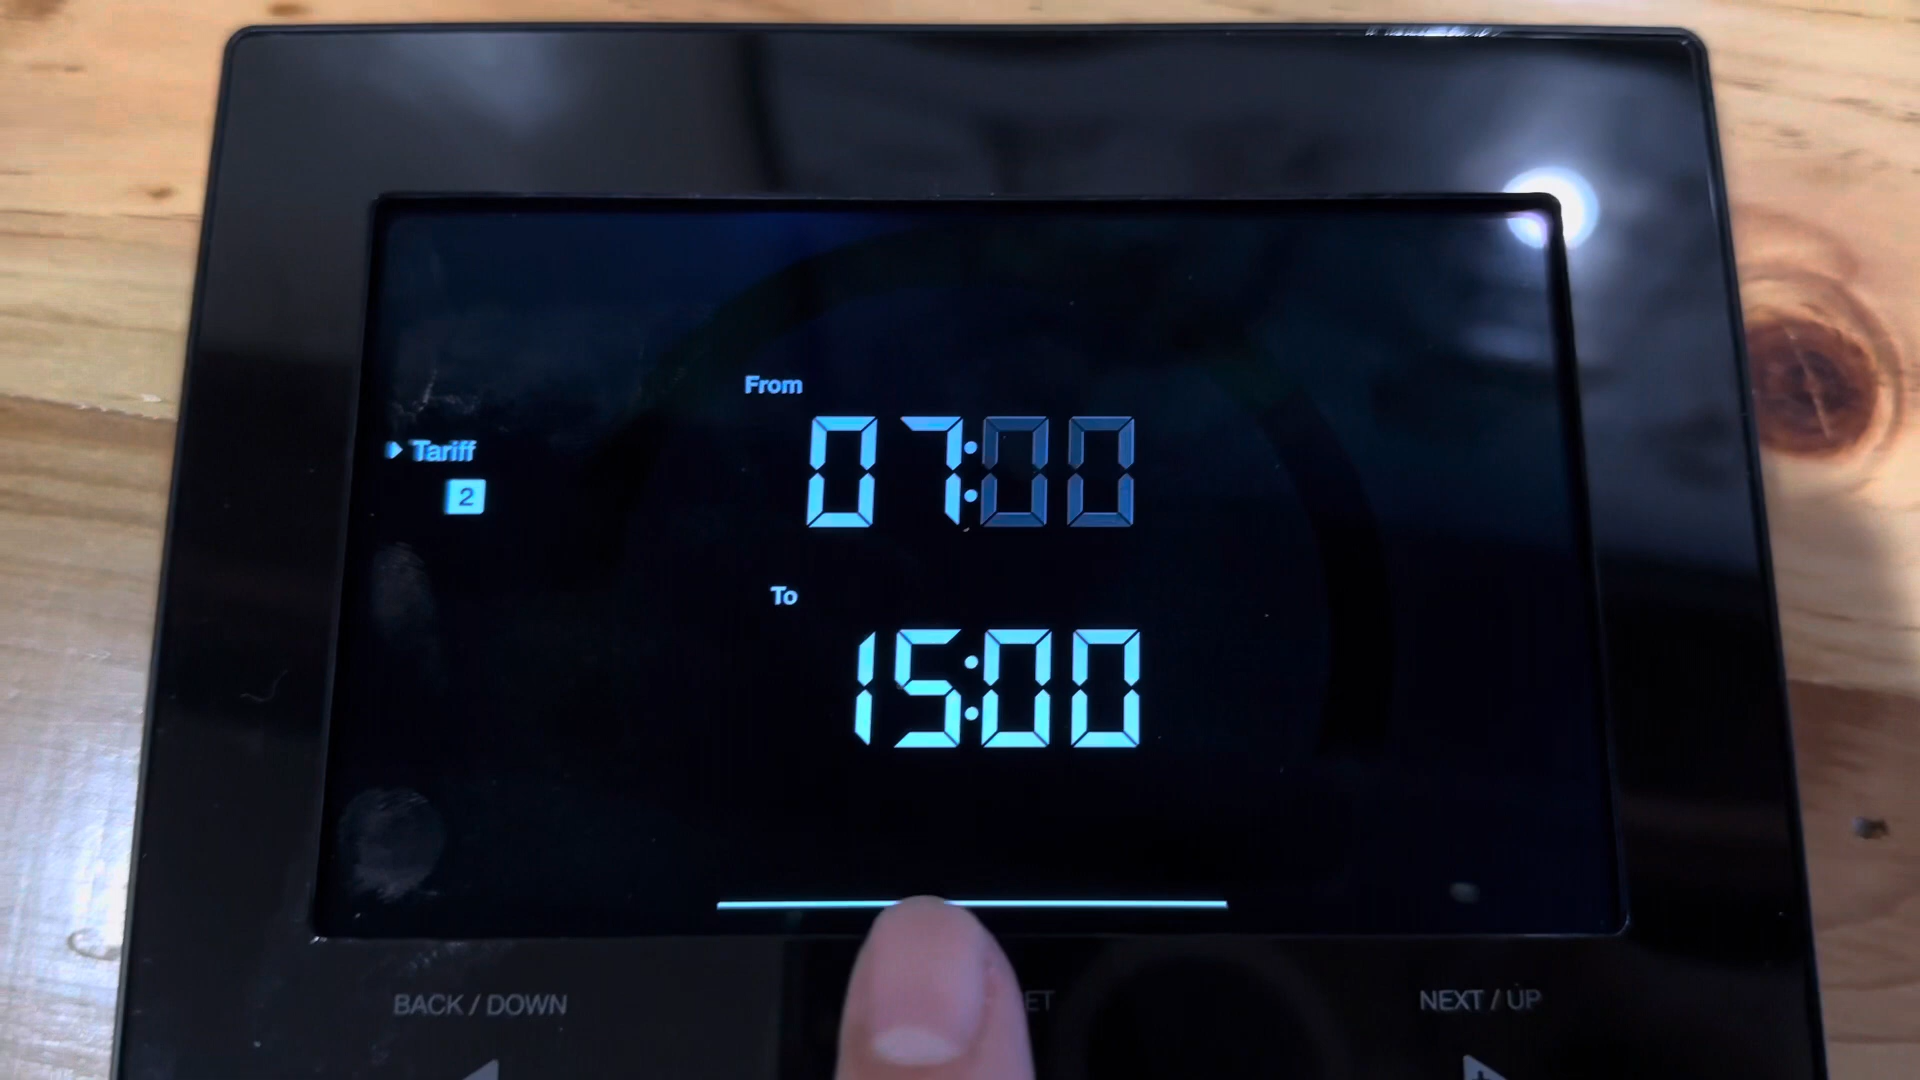 From
07:00
Tariff
2
To
15:00
BACK / DOWN
NEXT / UP